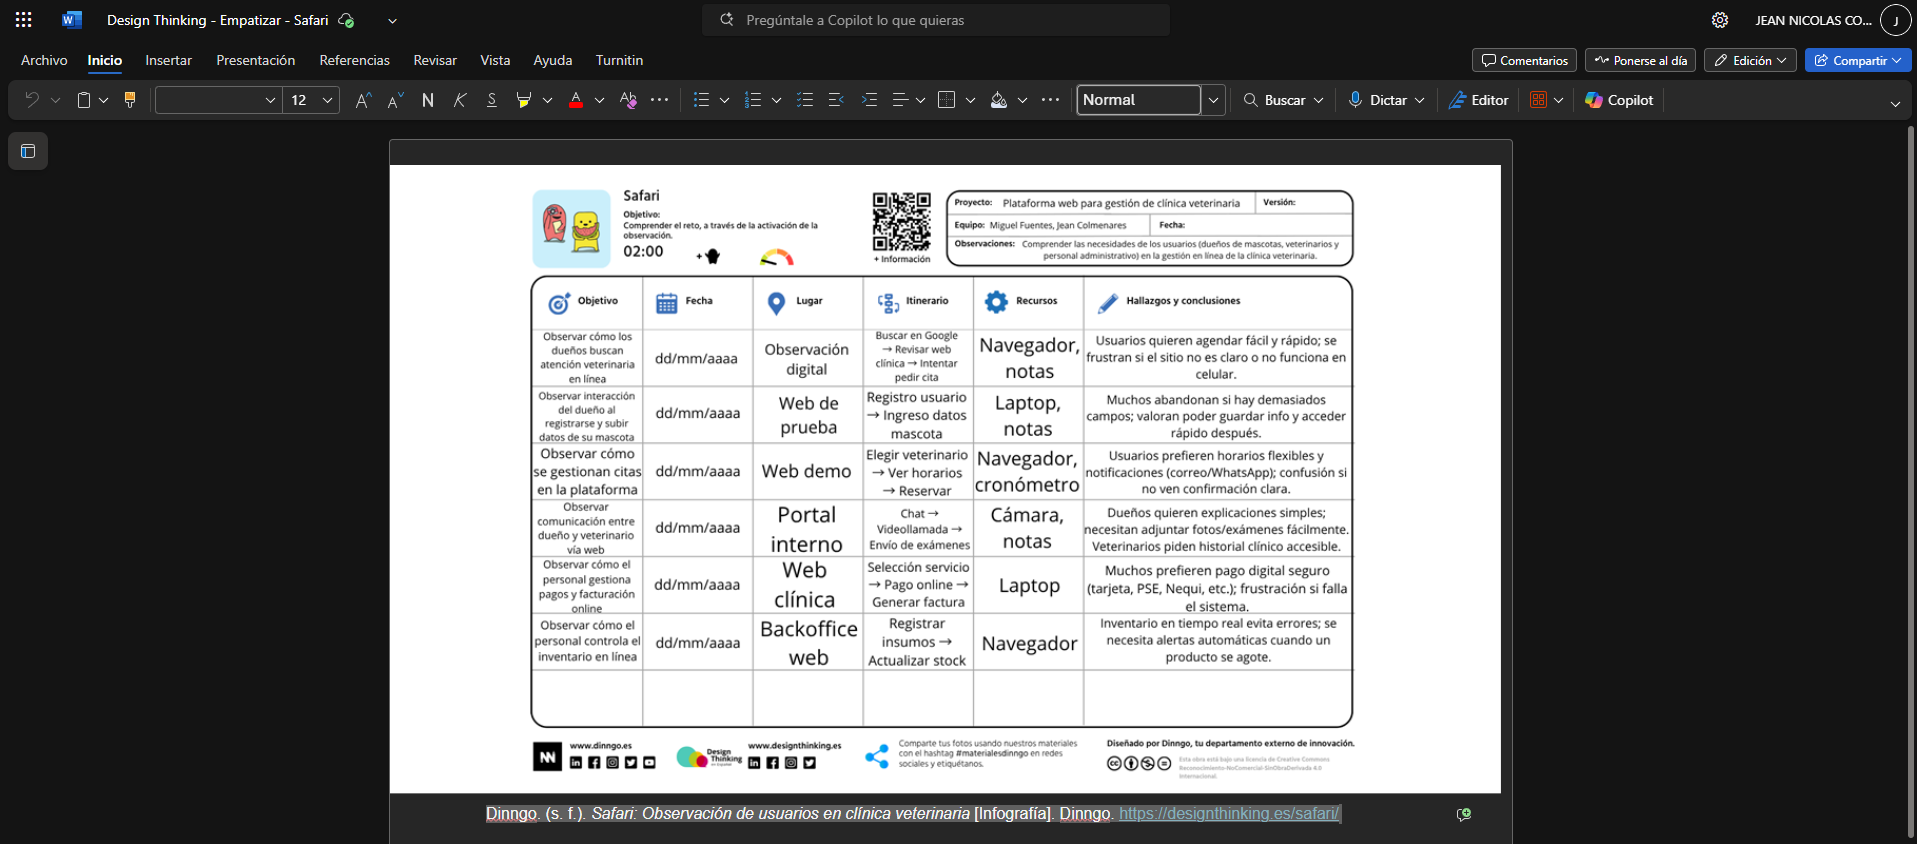 Design Thinking - Empatizar - Safari
Pregúntale a Copilot lo que quieras
JEAN NICOLAS CO...
J
Archivo
Inicio
Insertar
Presentación
Referencias
Revisar
Vista
Ayuda
Turnitin
Comentarios
Ponerse al día
Edición
Compartir
12
N
K
S
Normal
Buscar
Dictar
Editor
Copilot
Safari
Objetivo:
Comprender el reto, a través de la activación de la
observación.
02:00
+
+ Información
Proyecto: Plataforma web para gestión de clínica veterinaria
Versión:
Equipo: Miguel Fuentes, Jean Colmenares
Fecha:
Observaciones: Comprender las necesidades de los usuarios (dueños de mascotas, veterinarios y
personal administrativo) en la gestión en línea de la clínica veterinaria.
Objetivo
Fecha
Lugar
Itinerario
Recursos
Hallazgos y conclusiones
Observar cómo los
dueños buscan
atención veterinaria
en línea
dd/mm/aaaa
Observación
digital
Buscar en Google
→ Revisar web
clínica → Intentar
pedir cita
Navegador,
notas
Usuarios quieren agendar fácil y rápido; se
frustran si el sitio no es claro o no funciona en
celular.
Observar interacción
del dueño al
registrarse y subir
datos de su mascota
dd/mm/aaaa
Web de
prueba
Registro usuario
→ Ingreso datos
mascota
Laptop,
notas
Muchos abandonan si hay demasiados
campos; valoran poder guardar info y acceder
rápido después.
Observar cómo
se gestionan citas
en la plataforma
dd/mm/aaaa
Web demo
Elegir veterinario
→ Ver horarios
→ Reservar
Navegador,
cronómetro
Usuarios prefieren horarios flexibles y
notificaciones (correo/WhatsApp); confusión si
no ven confirmación clara.
Observar
comunicación entre
dueño y veterinario
vía web
dd/mm/aaaa
Portal
interno
Chat →
Videollamada →
Envío de exámenes
Cámara,
notas
Dueños quieren explicaciones simples;
necesitan adjuntar fotos/exámenes fácilmente.
Veterinarios piden historial clínico accesible.
Observar cómo el
personal gestiona
pagos y facturación
online
dd/mm/aaaa
Web
clínica
Selección servicio
→ Pago online →
Generar factura
Laptop
Muchos prefieren pago digital seguro
(tarjeta, PSE, Nequi, etc.); frustración si falla
el sistema.
Observar cómo el
personal controla el
inventario en línea
dd/mm/aaaa
Backoffice
web
Registrar
insumos →
Actualizar stock
Navegador
Inventario en tiempo real evita errores; se
necesita alertas automáticas cuando un
producto se agote.
www.dinngo.es
Design
Thinking
en Español
www.designthinking.es
Comparte tus fotos usando nuestros materiales
con el hashtag #materialesdinngo en redes
sociales y etiquétanos.
Diseñado por Dinngo, tu departamento externo de innovación.
Esta obra está bajo una licencia de Creative Commons
Reconocimiento-NoComercial-SinObraDerivada 4.0
Internacional.
Dinngo. (s. f.). Safari: Observación de usuarios en clínica veterinaria [Infografía]. Dinngo. https://designthinking.es/safari/